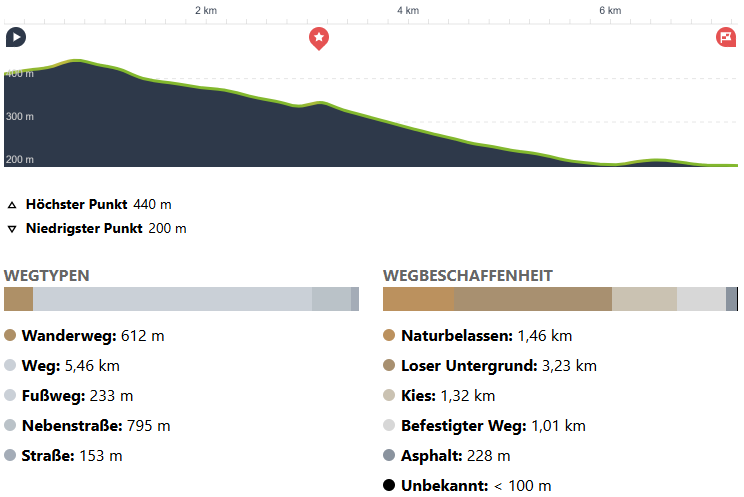 2 km 4 km 6 km
400 m
300 m
200 m
Höchster Punkt 440 m
Niedrigster Punkt 200 m
WEGTYPEN
Wanderweg: 612 m
Weg: 5,46 km
Fußweg: 233 m
Nebenstraße: 795 m
Straße: 153 m
WEGBESCHAFFENHEIT
Naturbelassen: 1,46 km
Loser Untergrund: 3,23 km
Kies: 1,32 km
Befestigter Weg: 1,01 km
Asphalt: 228 m
Unbekannt: < 100 m